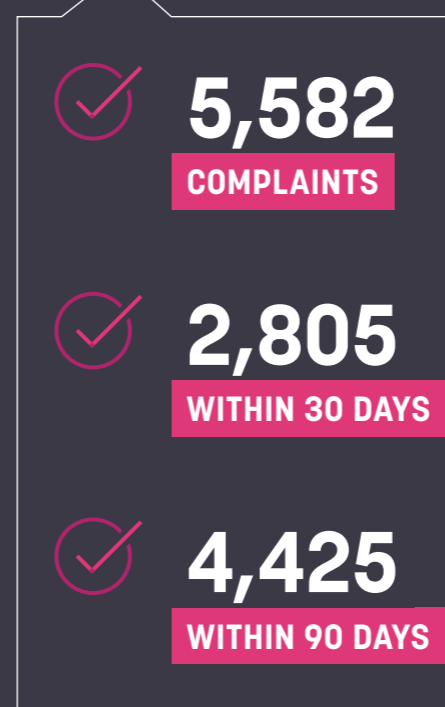 5,582
COMPLAINTS
2,805
WITHIN 30 DAYS
4,425
WITHIN 90 DAYS